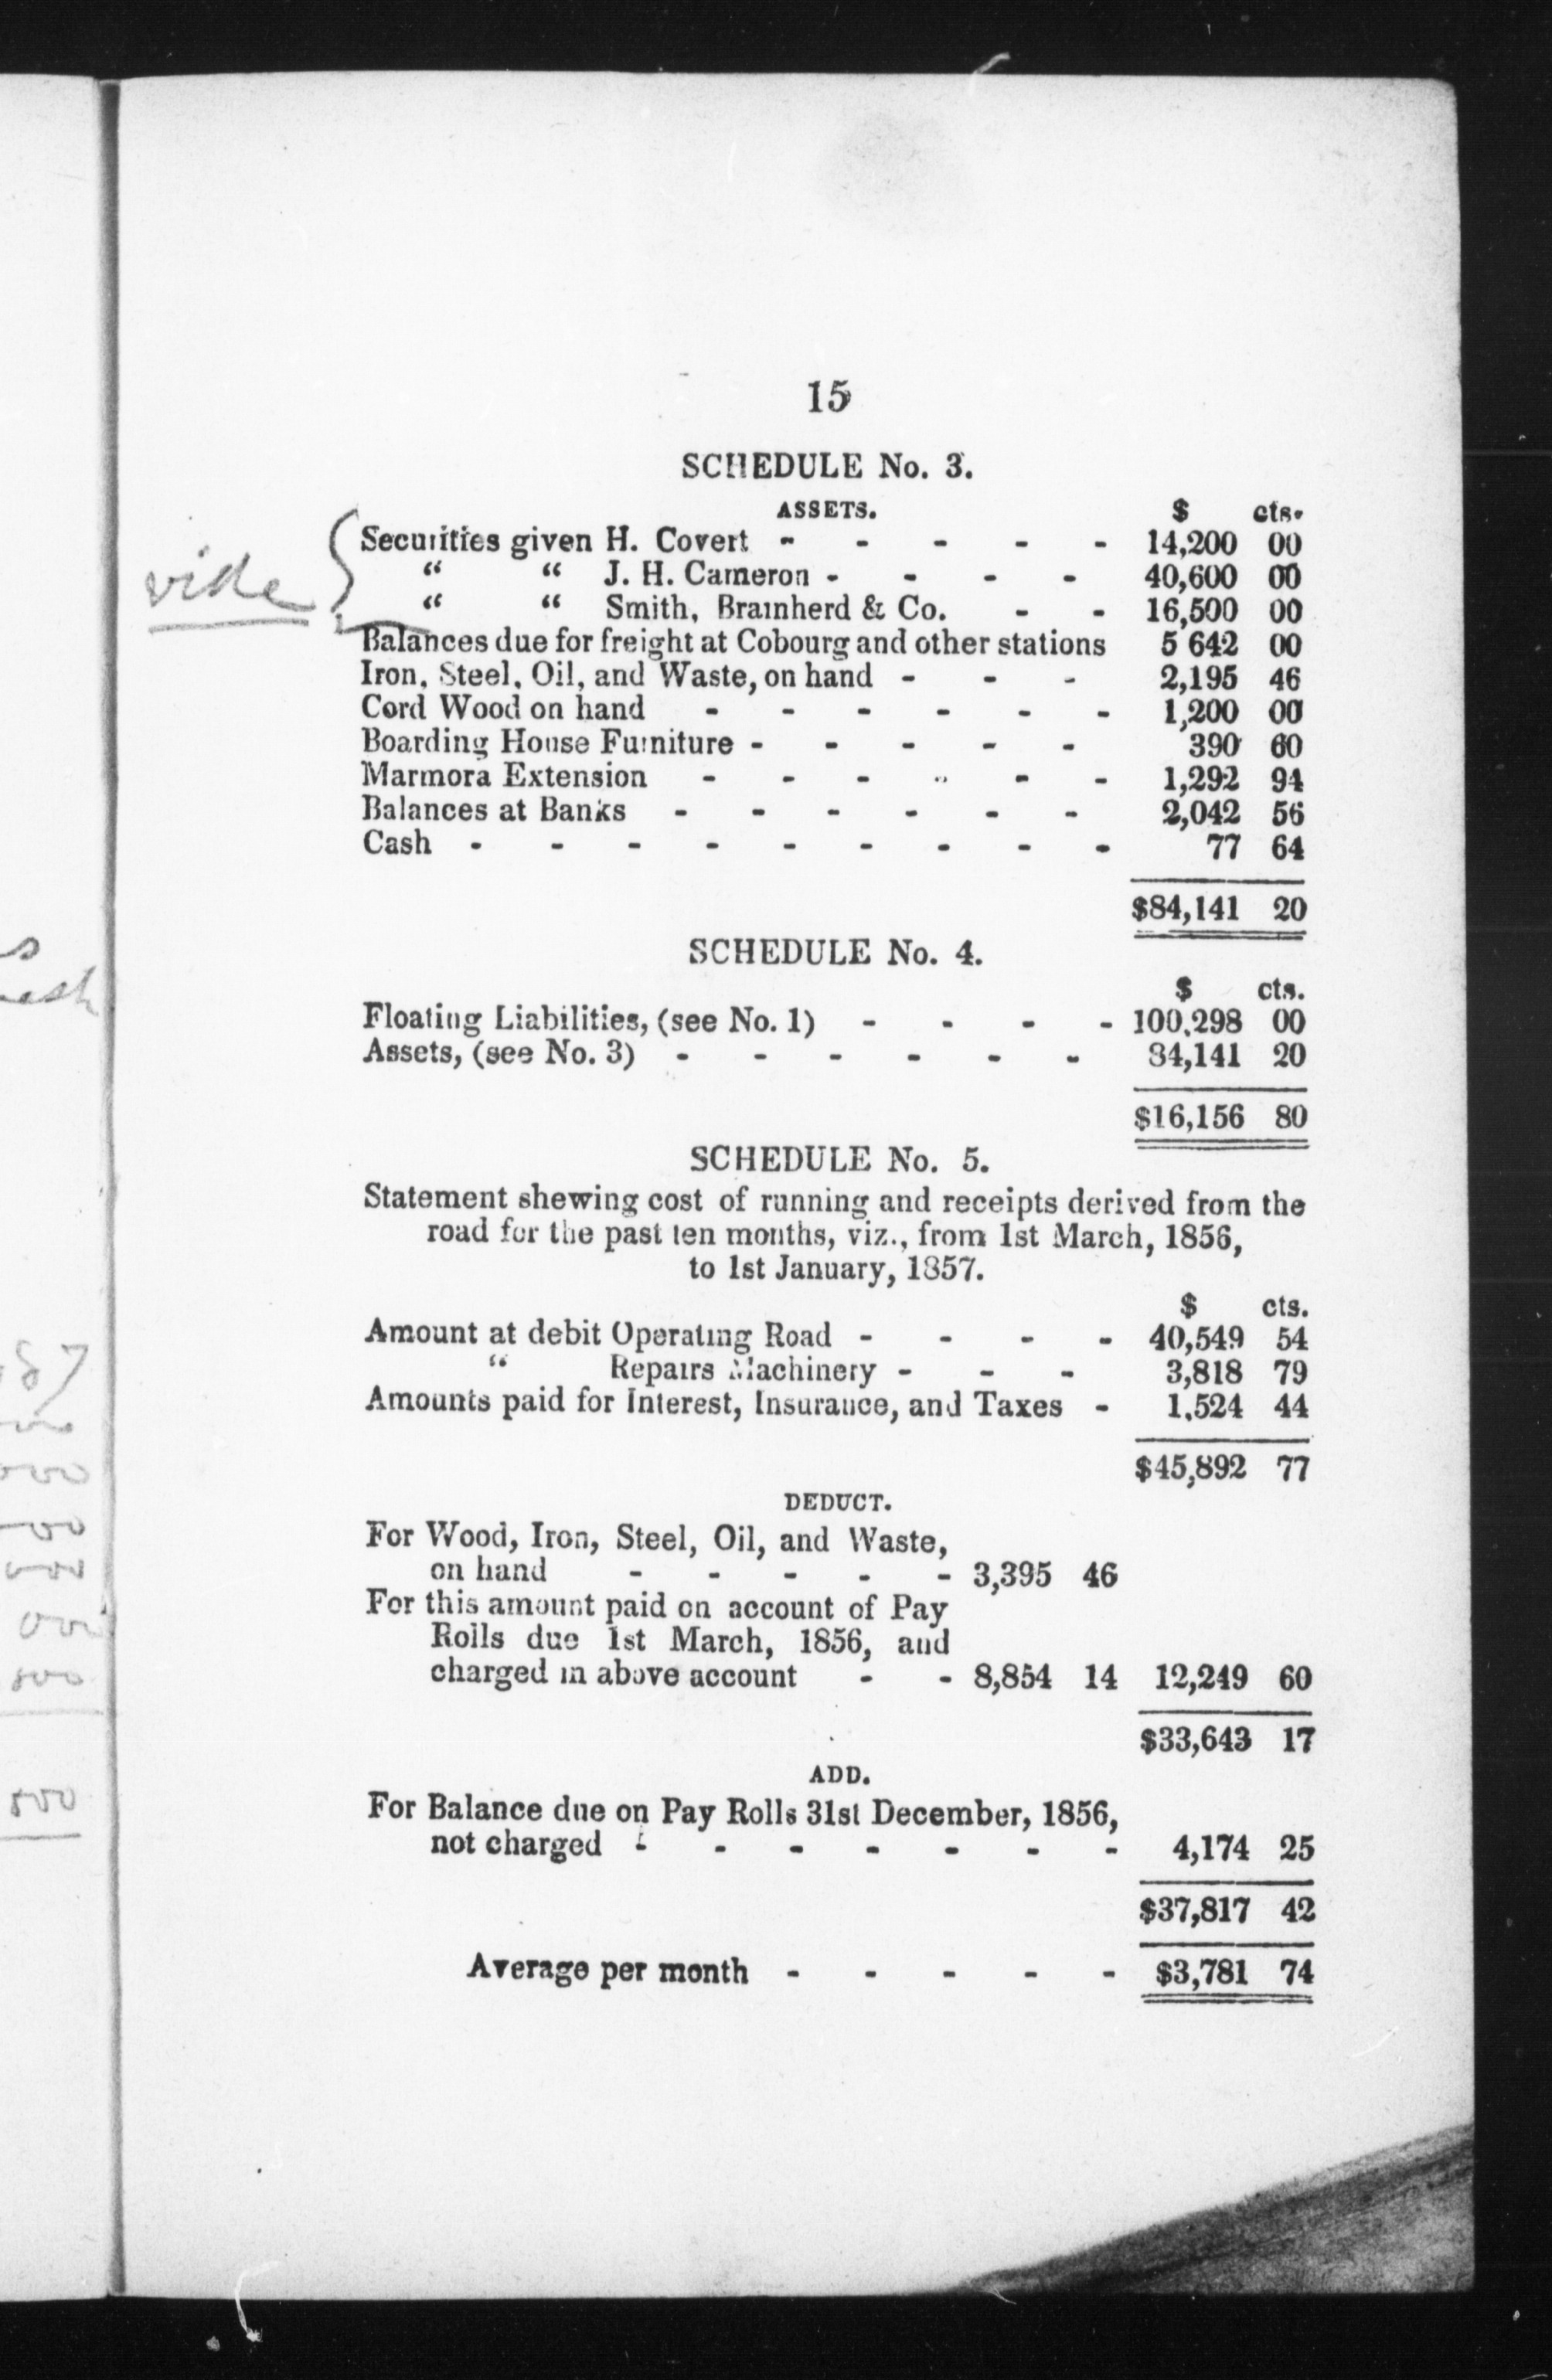 15
SCHEDULE No. 3.
ASSETS. $ cts.
Securities given H. Covert - - - - - 14,200 00
“ “ J. H. Cameron - - - - 40,600 00
“ “ Smith, Brainherd & Co. - - 16,500 00
vide
Balances due for freight at Cobourg and other stations 5 642 00
Iron, Steel, Oil, and Waste, on hand - - - 2,195 46
Cord Wood on hand - - - - - - 1,200 00
Boarding House Furniture - - - - - 390 60
Marmora Extension - - - - - - 1,292 94
Balances at Banks - - - - - - 2,042 56
Cash - - - - - - - - - 77 64
$84,141 20
SCHEDULE No. 4.
$ cts.
Floating Liabilities, (see No. 1) - - - - 100,298 00
Assets, (see No. 3) - - - - - - 84,141 20
$16,156 80
SCHEDULE No. 5.
Statement shewing cost of running and receipts derived from the
road for the past ten months, viz., from 1st March, 1856,
to 1st January, 1857.
$ cts.
Amount at debit Operating Road - - - - 40,549 54
“ Repairs Machinery - - - 3,818 79
Amounts paid for Interest, Insurance, and Taxes - 1,524 44
$45,892 77
DEDUCT.
For Wood, Iron, Steel, Oil, and Waste,
on hand - - - - - 3,395 46
For this amount paid on account of Pay
Rolls due 1st March, 1856, and
charged in above account - - 8,854 14 12,249 60
$33,643 17
ADD.
For Balance due on Pay Rolls 31st December, 1856,
not charged - - - - - - - 4,174 25
$37,817 42
Average per month - - - - - $3,781 74